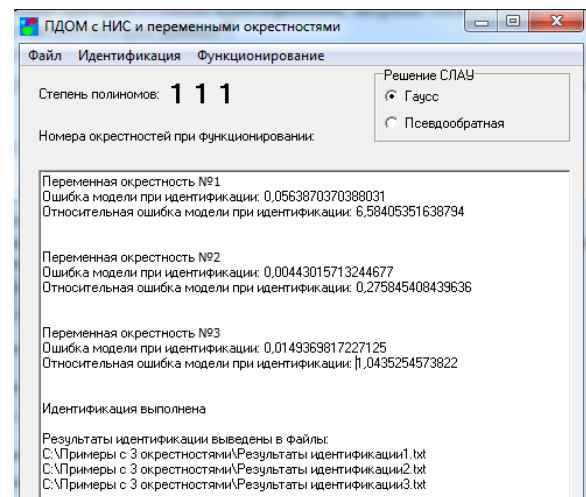 ПДОМ с НИС и переменными окрестностями
Файл Идентификация Функционирование
Степень полиномов: 1 1 1
Решение СЛАУ
Гаусс
Псевдообратная
Номера окрестностей при функционировании:
Переменная окрестность №1
Ошибка модели при идентификации: 0,0563870370388031
Относительная ошибка модели при идентификации: 6,58405351638794
Переменная окрестность №2
Ошибка модели при идентификации: 0,00443015713244677
Относительная ошибка модели при идентификации: 0,275845408439636
Переменная окрестность №3
Ошибка модели при идентификации: 0,0149369817227125
Относительная ошибка модели при идентификации: 1,0435254573822
Идентификация выполнена
Результаты идентификации выведены в файлы:
C:\Примеры с 3 окрестностями\Результаты идентификации1.txt
C:\Примеры с 3 окрестностями\Результаты идентификации2.txt
C:\Примеры с 3 окрестностями\Результаты идентификации3.txt